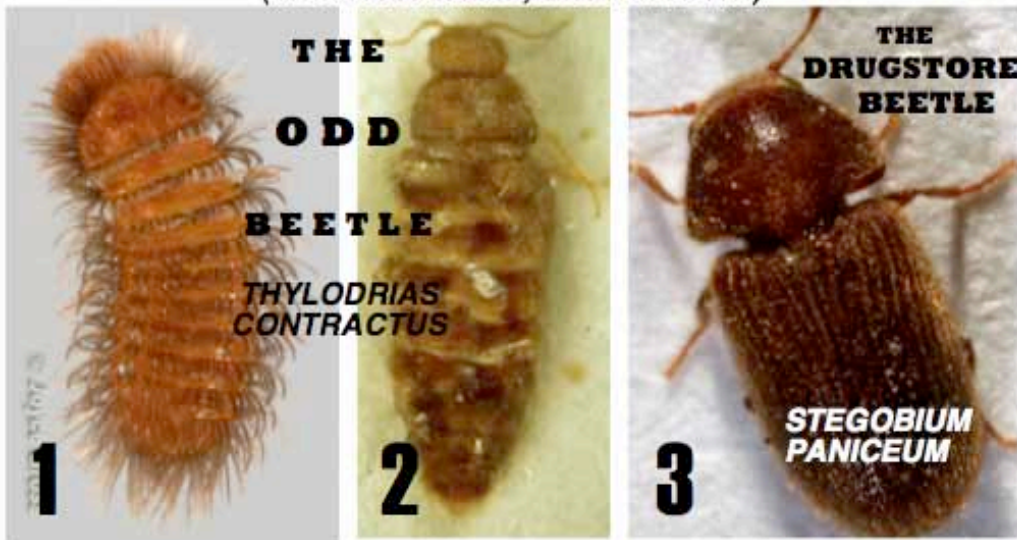 THE
ODD
BEETLE
THYLODRIAS
CONTRACTUS
1
2
THE
DRUGSTORE
BEETLE
STEGOBIUM
PANICEUM
3